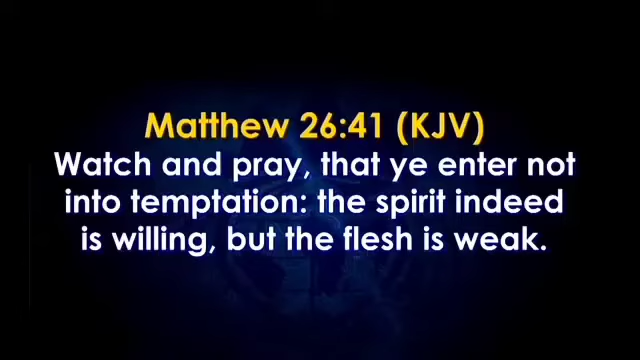 Matthew 26:41 (KJV)
Watch and pray, that ye enter not
into temptation: the spirit indeed
is willing, but the flesh is weak.